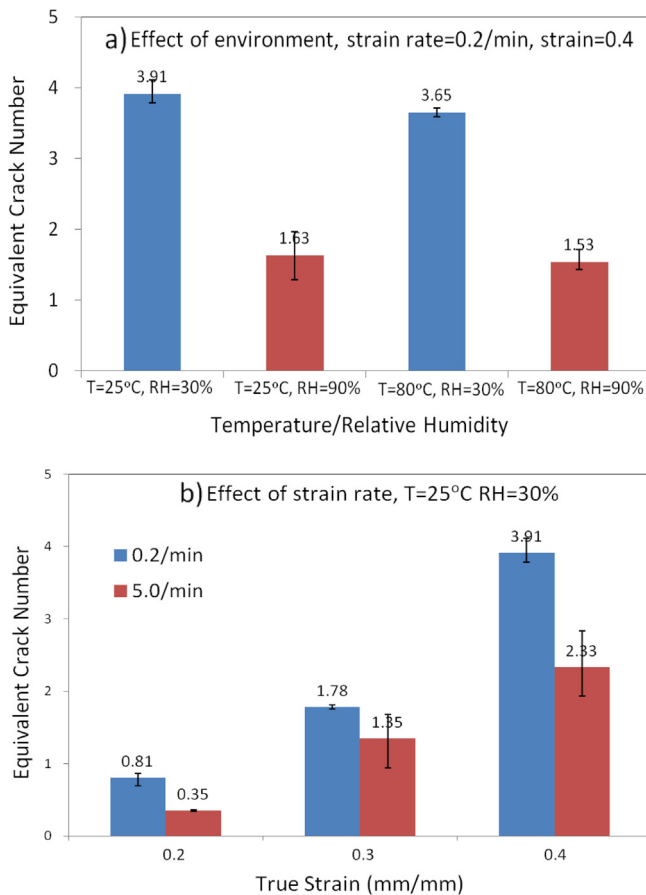 a) Effect of environment, strain rate=0.2/min, strain=0.4
Equivalent Crack Number
5
4
3
2
1
0
3.91
1.63
3.65
1.53
T=25ºC, RH=30%
T=25ºC, RH=90%
T=80ºC, RH=30%
T=80ºC, RH=90%
Temperature/Relative Humidity
b) Effect of strain rate, T=25°C RH=30%
Equivalent Crack Number
5
4
3
2
1
0
0.2/min
5.0/min
0.81
0.35
1.78
1.35
3.91
2.33
0.2
0.3
0.4
True Strain (mm/mm)